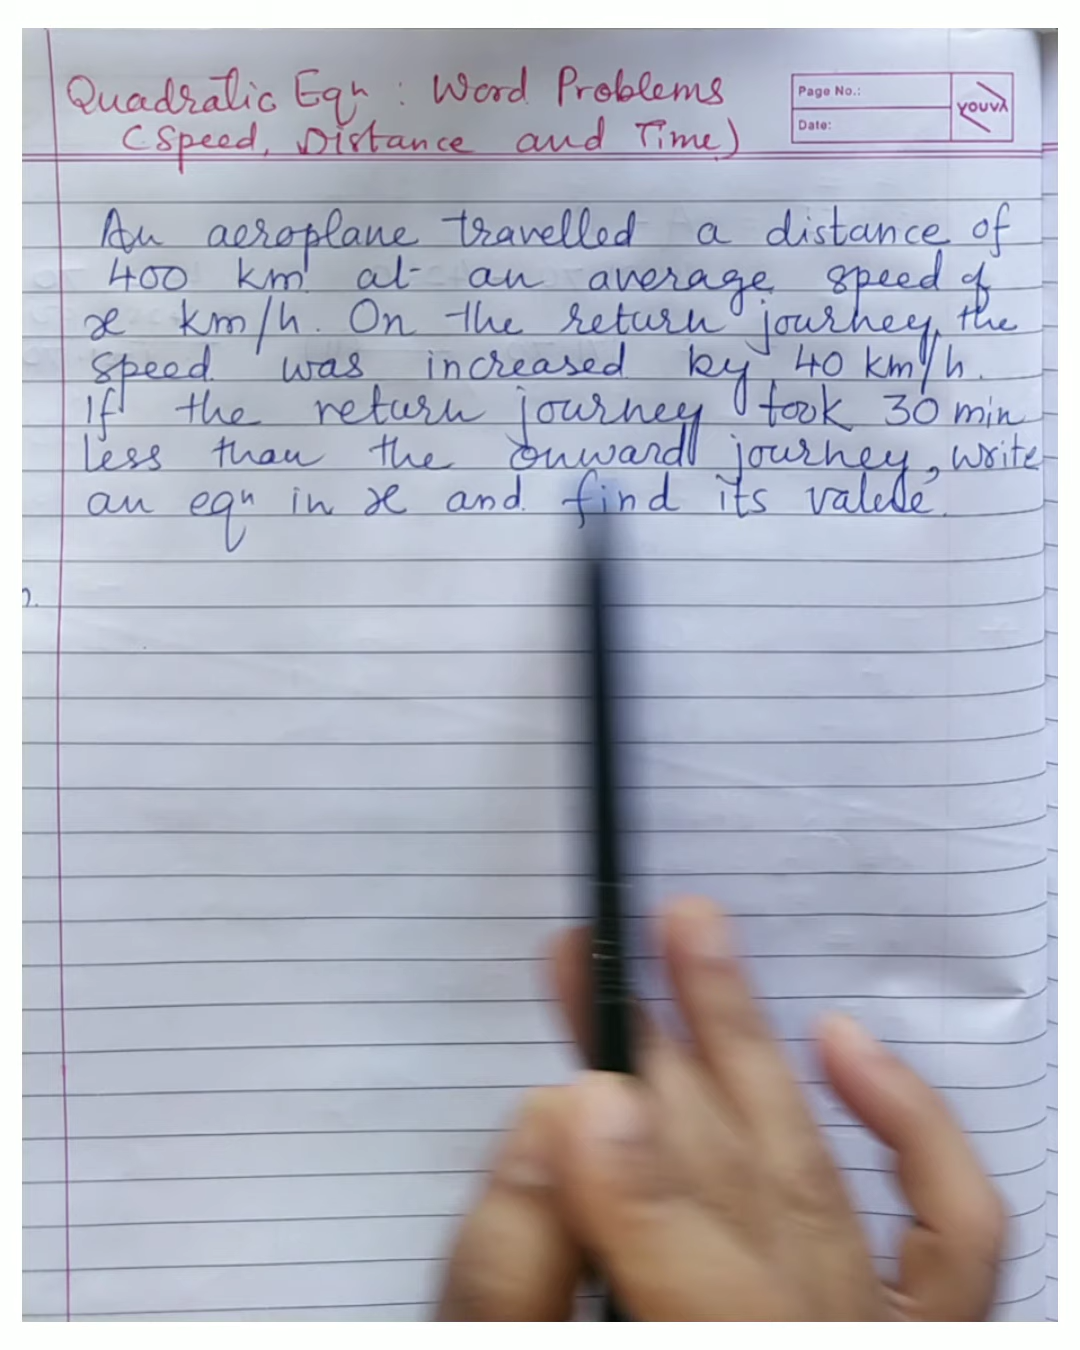 Quadratic Eqn : Word Problems
(Speed, Distance and Time)
Page No.:
Date:
YOUVA
An aeroplane travelled a distance of
400 km at an average speed of
x km/h. On the return journey, the
speed was increased by 40 km/h.
If the return journey took 30 min
less than the onward journey, write
an eqn in x and find its value.